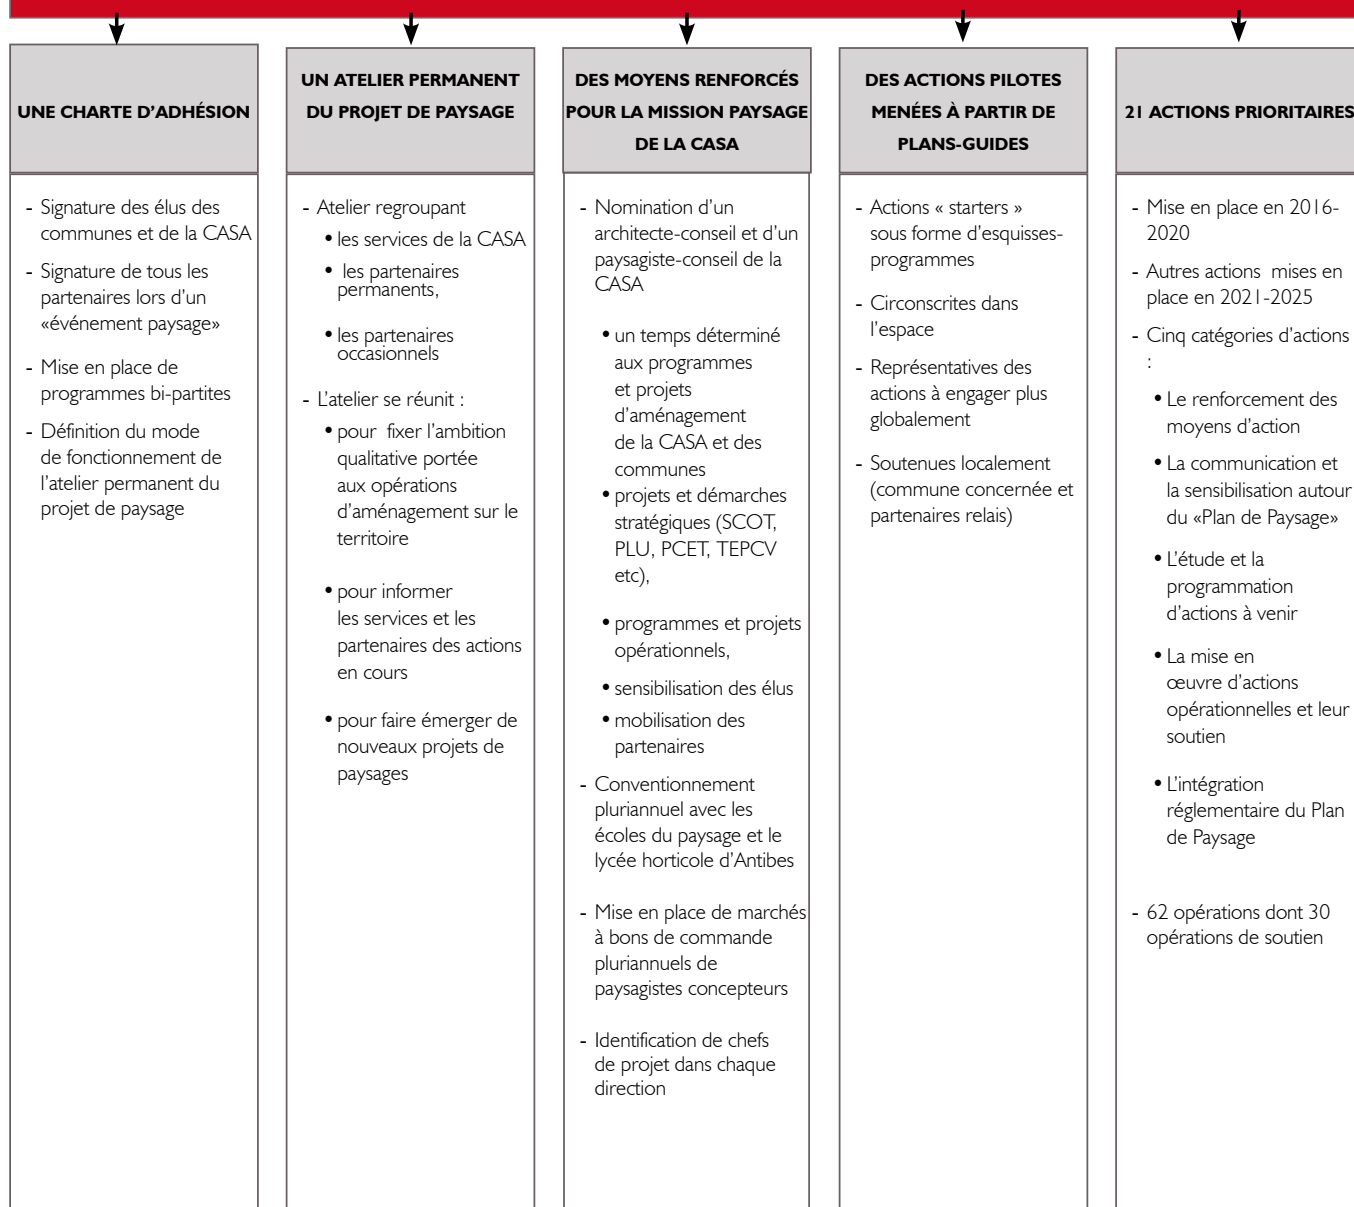 UNE CHARTE D'ADHÉSION
- Signature des élus des
communes et de la CASA
- Signature de tous les
partenaires lors d'un
«événement paysage»
- Mise en place de
programmes bi-partites
- Définition du mode
de fonctionnement de
l'atelier permanent du
projet de paysage
UN ATELIER PERMANENT
DU PROJET DE PAYSAGE
- Atelier regroupant
• les services de la CASA
• les partenaires
permanents,
• les partenaires
occasionnels
- L'atelier se réunit :
• pour fixer l'ambition
qualitative portée
aux opérations
d'aménagement sur le
territoire
• pour informer
les services et les
partenaires des actions
en cours
• pour faire émerger de
nouveaux projets de
paysages
DES MOYENS RENFORCÉS
POUR LA MISSION PAYSAGE
DE LA CASA
- Nomination d'un
architecte-conseil et d'un
paysagiste-conseil de la
CASA
• un temps déterminé
aux programmes
et projets
d'aménagement
de la CASA et des
communes
• projets et démarches
stratégiques (SCOT,
PLU, PCET, TEPCV
etc),
• programmes et projets
opérationnels,
• sensibilisation des élus
• mobilisation des
partenaires
- Conventionnement
pluriannuel avec les
écoles du paysage et le
lycée horticole d'Antibes
- Mise en place de marchés
à bons de commande
pluriannuels de
paysagistes concepteurs
- Identification de chefs
de projet dans chaque
direction
DES ACTIONS PILOTES
MENÉES À PARTIR DE
PLANS-GUIDES
- Actions « starters »
sous forme d'esquisses-
programmes
- Circonscrites dans
l'espace
- Représentatives des
actions à engager plus
globalement
- Soutenues localement
(commune concernée et
partenaires relais)
21 ACTIONS PRIORITAIRES
- Mise en place en 2016-
2020
- Autres actions mises en
place en 2021-2025
- Cinq catégories d'actions
:
• Le renforcement des
moyens d'action
• La communication et
la sensibilisation autour
du «Plan de Paysage»
• L'étude et la
programmation
d'actions à venir
• La mise en
œuvre d'actions
opérationnelles et leur
soutien
• L'intégration
réglementaire du Plan
de Paysage
- 62 opérations dont 30
opérations de soutien